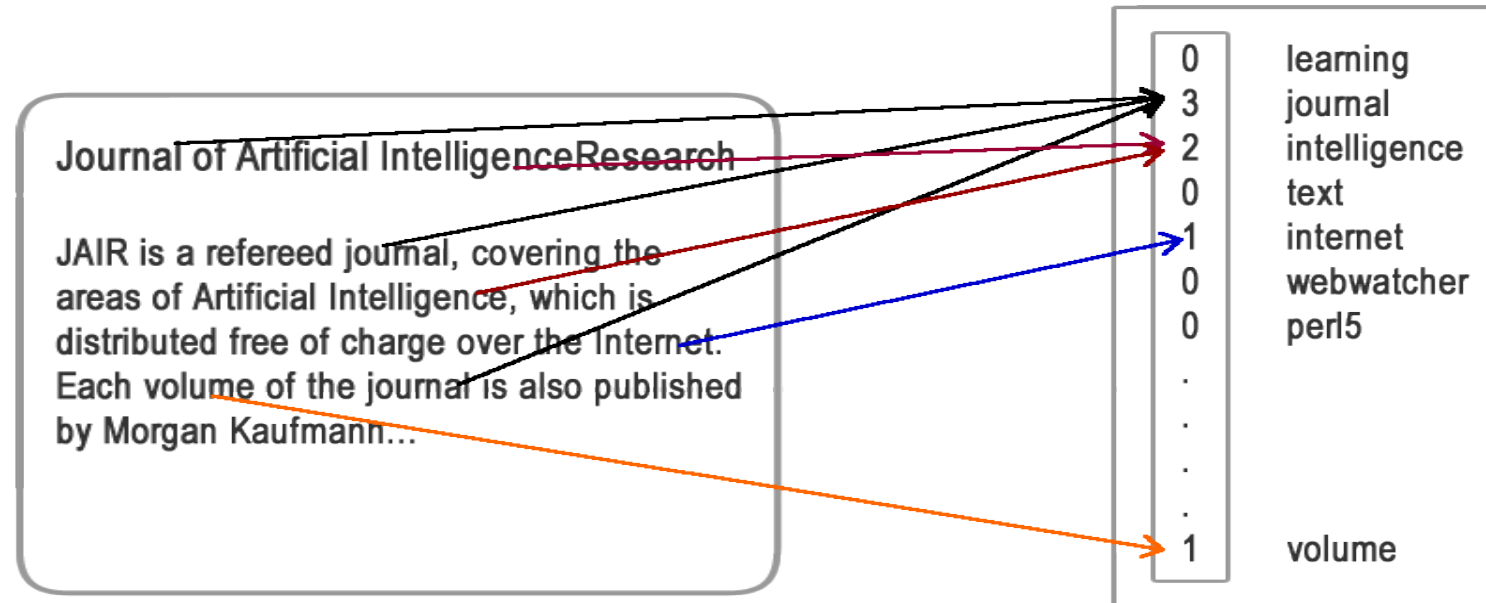 Journal of Artificial IntelligenceResearch
JAIR is a refereed journal, covering the
areas of Artificial Intelligence, which is
distributed free of charge over the Internet.
Each volume of the journal is also published
by Morgan Kaufmann...
0 learning
3 journal
2 intelligence
0 text
1 internet
0 webwatcher
0 perl5
.
.
.
.
1 volume